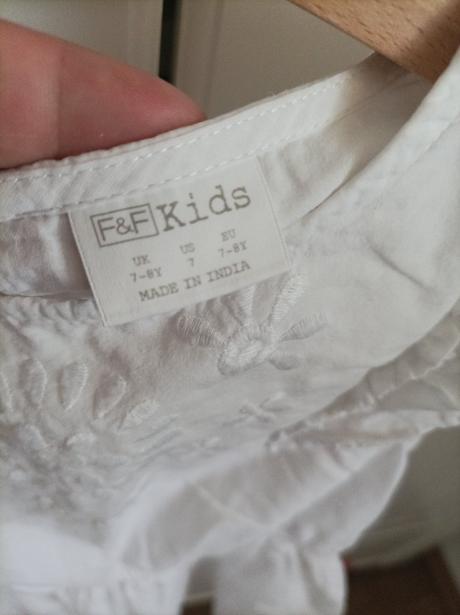 F&F Kids
UK US EU
7-8Y 7 7-8Y
MADE IN INDIA